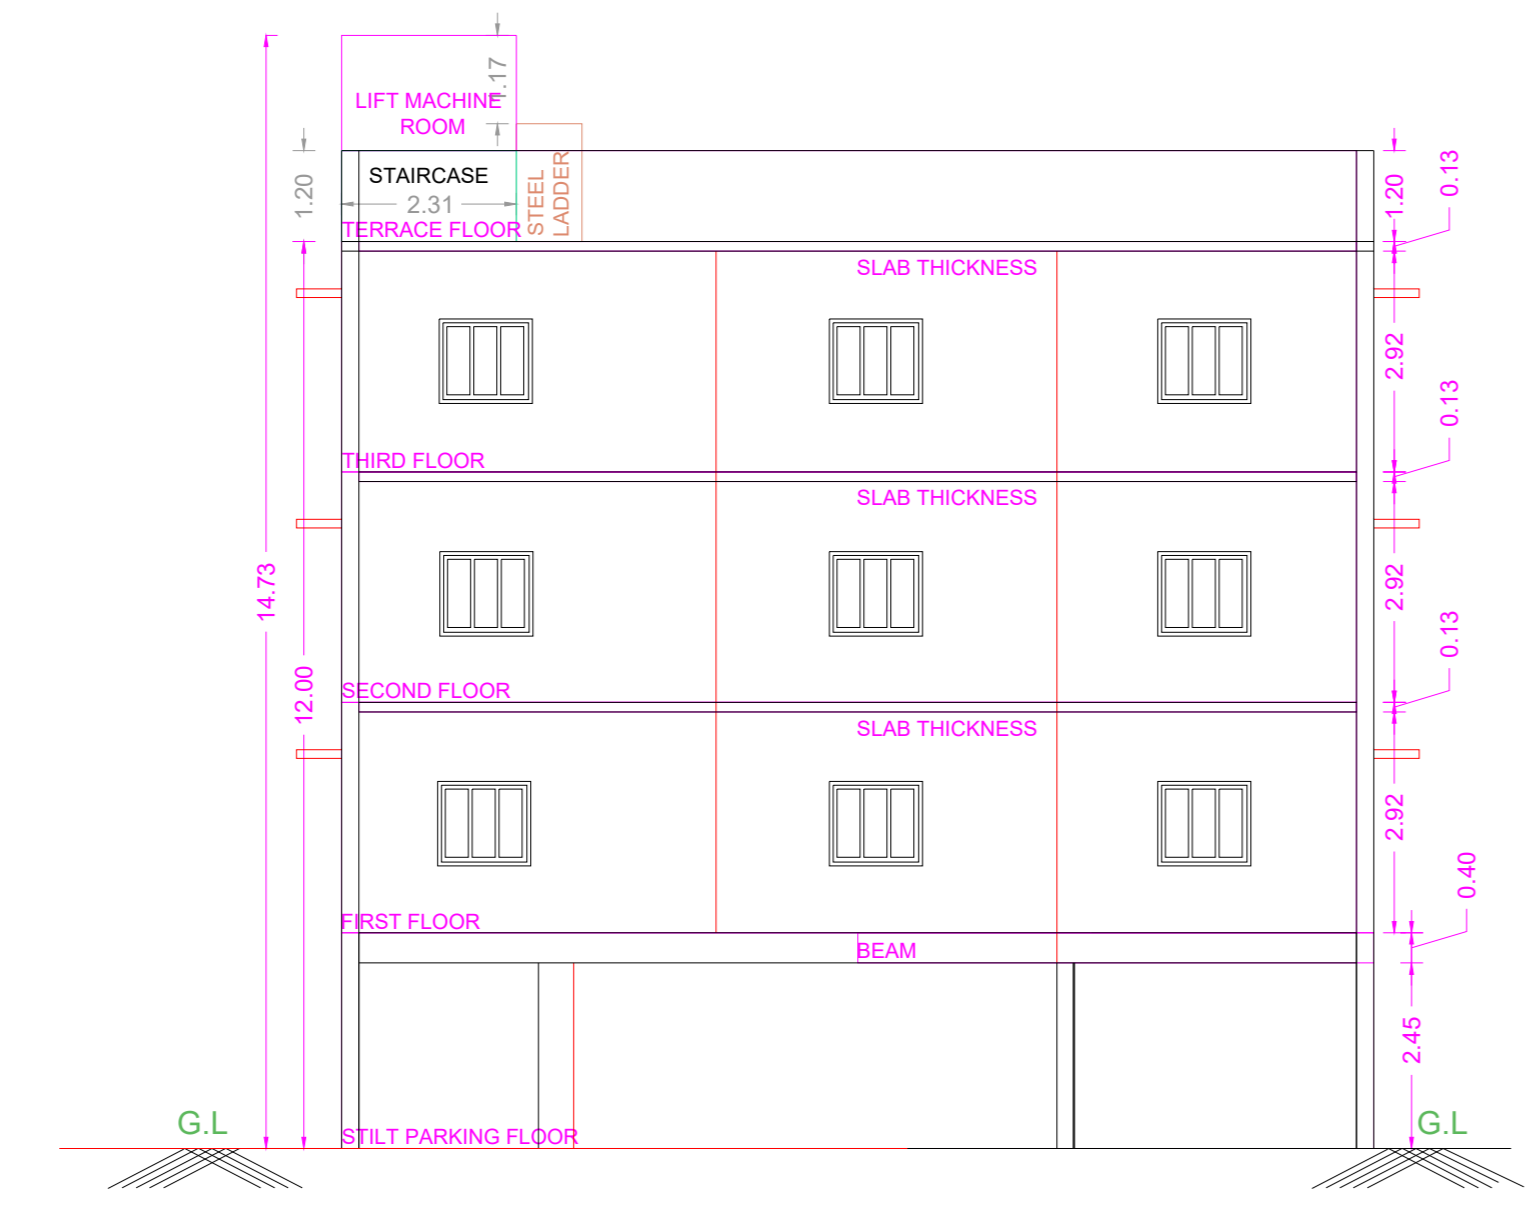 1.17
LIFT MACHINE
ROOM
1.20
STAIRCASE
2.31
STEEL
LADDER
TERRACE FLOOR
1.20
0.13
SLAB THICKNESS
2.92
0.13
THIRD FLOOR
SLAB THICKNESS
14.73
2.92
0.13
12.00
SECOND FLOOR
SLAB THICKNESS
2.92
0.40
FIRST FLOOR
BEAM
2.45
G.L
G.L
STILT PARKING FLOOR